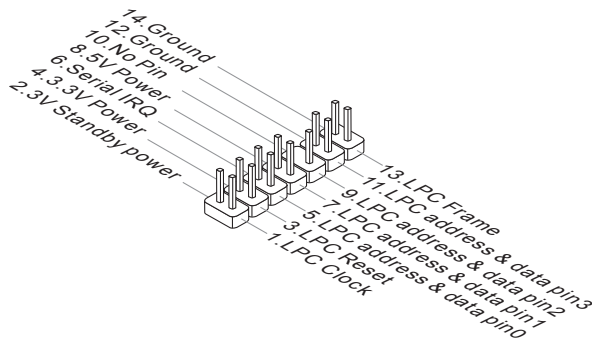 14.Ground
12.Ground
10.No Pin
8.5V Power
6.Serial IRQ
4.3.3V Power
2.3V Standby power
13.LPC Frame
11.LPC address & data pin3
9.LPC address & data pin2
7.LPC address & data pin1
5.LPC address & data pin0
3.LPC Reset
1.LPC Clock